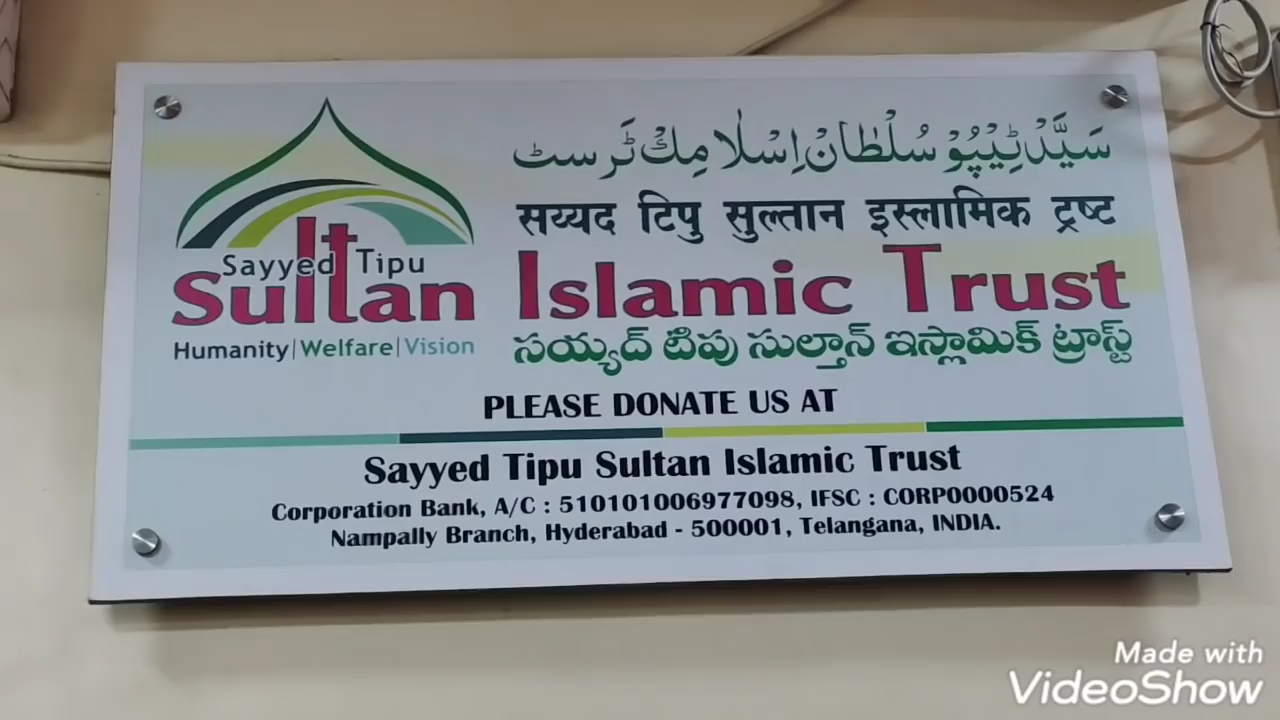 سَیَّدْ ٹِیْپُوْ سُلْطَانْ اِسْلَامِکْ ٹَرسٹ
सय्यद टिपु सुल्तान इस्लामिक ट्रष्ट
Sayyed Tipu
Sultan Islamic Trust
Humanity|Welfare|Vision
సయ్యద్ టిపు సుల్తాన్ ఇస్లామిక్ ట్రాస్ట్
PLEASE DONATE US AT
Sayyed Tipu Sultan Islamic Trust
Corporation Bank, A/C : 510101006977098, IFSC : CORP0000524
Nampally Branch, Hyderabad - 500001, Telangana, INDIA.
Made with
VideoShow